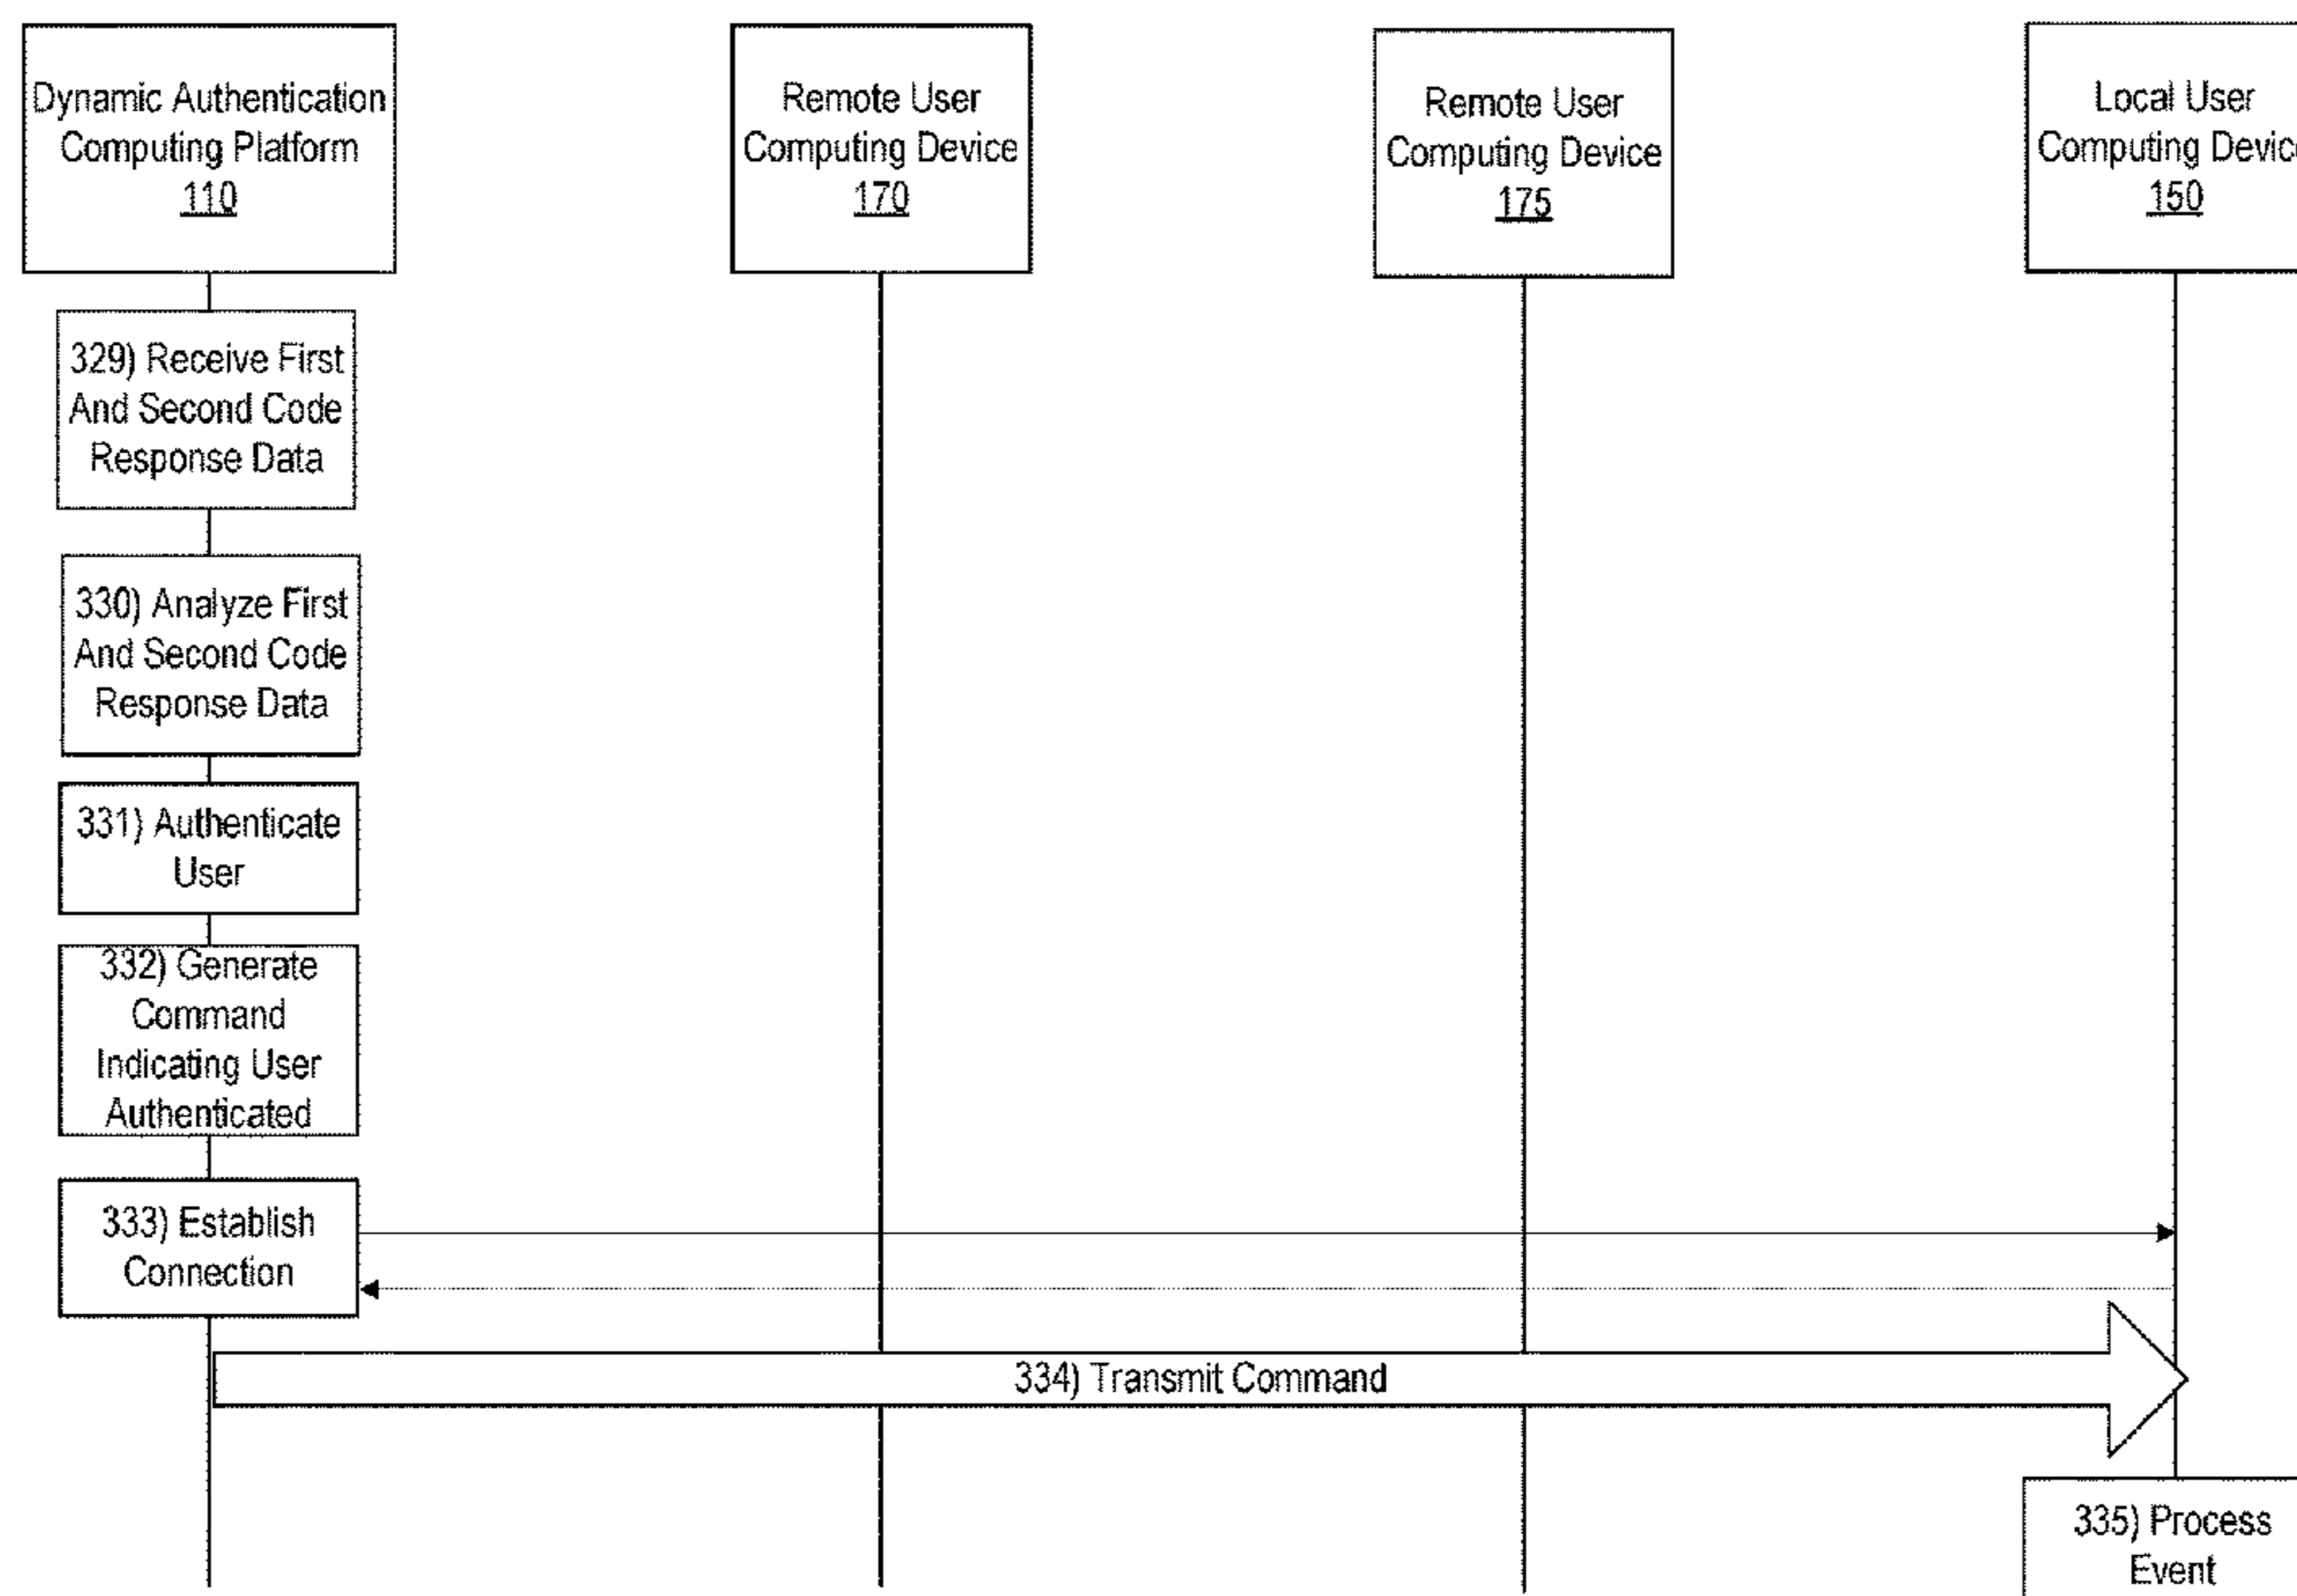 Dynamic Authentication
Computing Platform
110
Remote User
Computing Device
170
Remote User
Computing Device
175
Local User
Computing Devic
150
329) Receive First
And Second Code
Response Data
330) Analyze First
And Second Code
Response Data
331) Authenticate
User
332) Generate
Command
Indicating User
Authenticated
333) Establish
Connection
334) Transmit Command
335) Process
Event